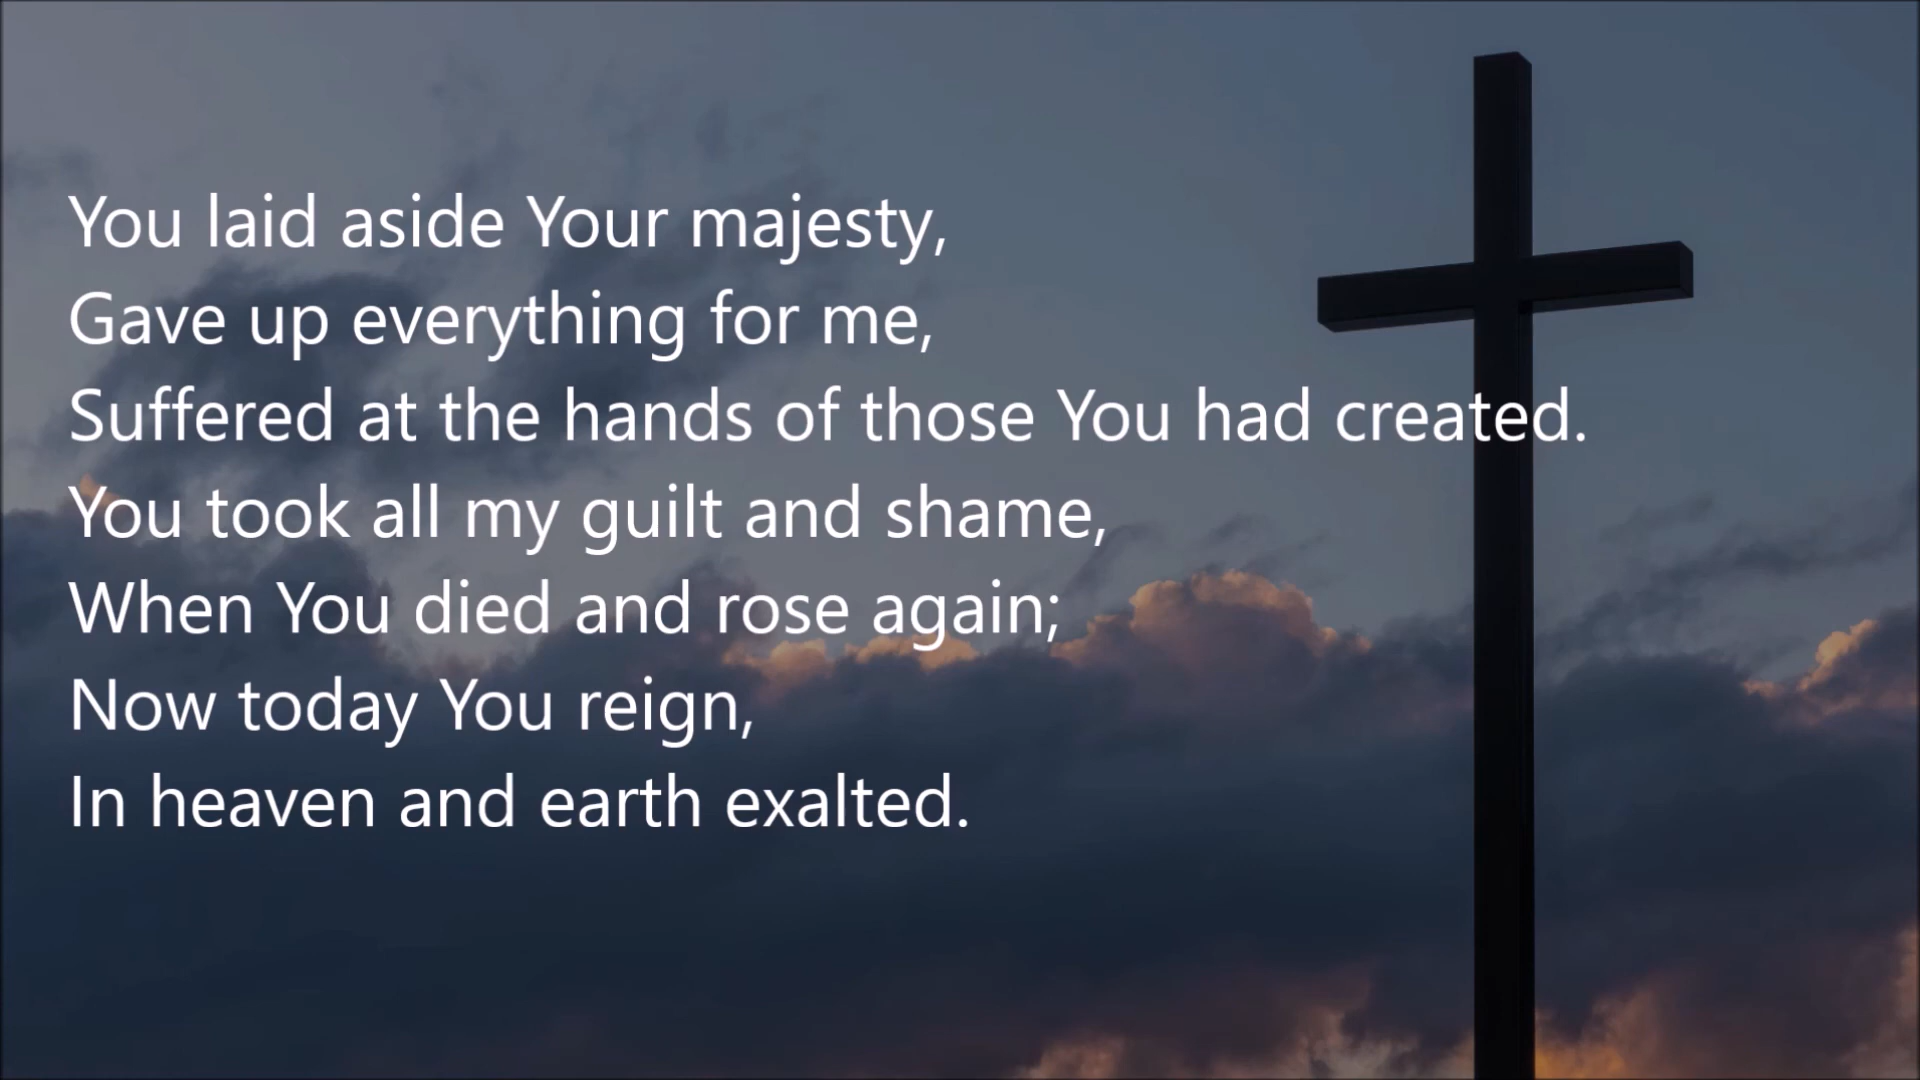 You laid aside Your majesty,
Gave up everything for me,
Suffered at the hands of those You had created.
You took all my guilt and shame,
When You died and rose again;
Now today You reign,
In heaven and earth exalted.